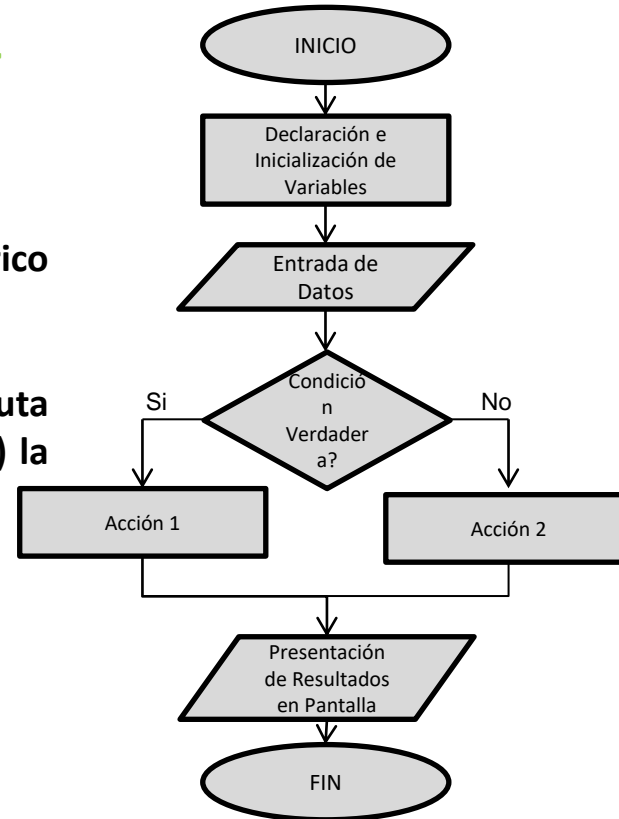 INICIO
Declaración e
Inicialización de
Variables
ico
Entrada de
Datos
uta
) la
Si
Condició
n
Verdader
a?
No
Acción 1
Acción 2
Presentación
de Resultados
en Pantalla
FIN